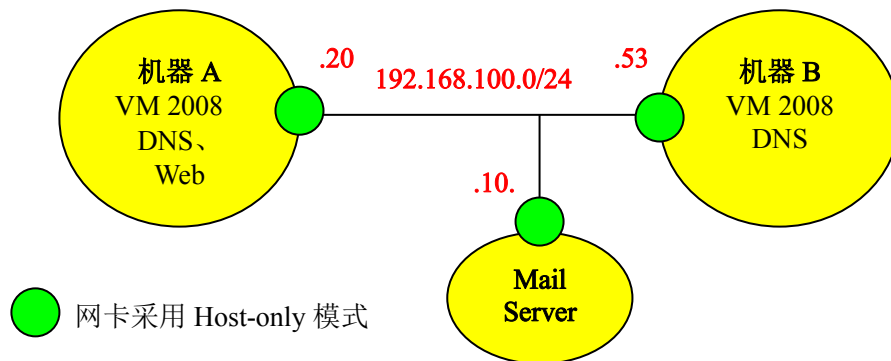 机器 A
VM 2008
DNS、
Web
.20
192.168.100.0/24
.53
机器 B
VM 2008
DNS
.10.
Mail
Server
网卡采用 Host-only 模式